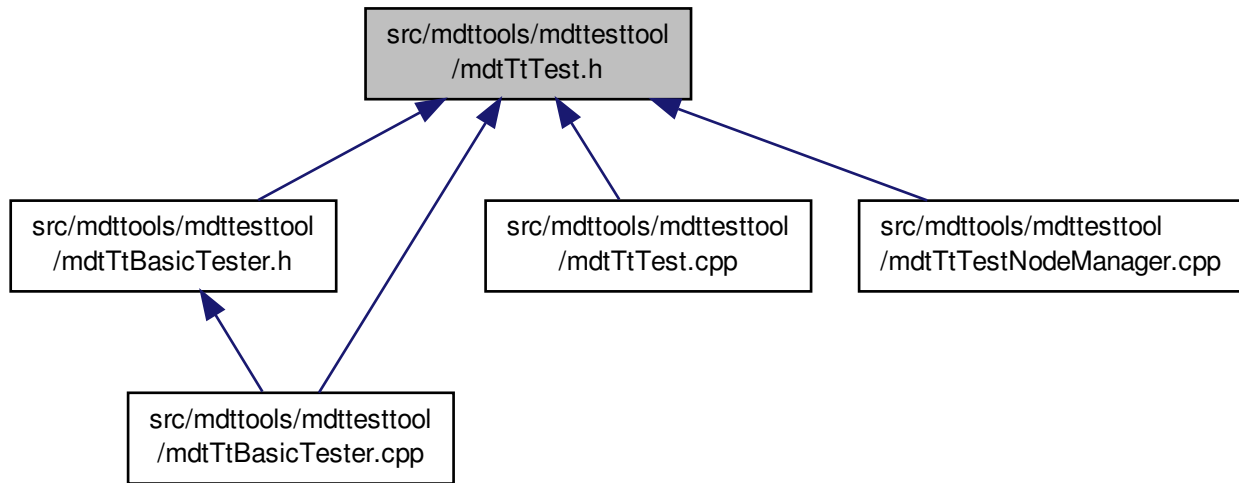 src/mdttools/mdttesttool
/mdtTtTest.h
src/mdttools/mdttesttool
/mdtTtBasicTester.h
src/mdttools/mdttesttool
/mdtTtTest.cpp
src/mdttools/mdttesttool
/mdtTtTestNodeManager.cpp
src/mdttools/mdttesttool
/mdtTtBasicTester.cpp